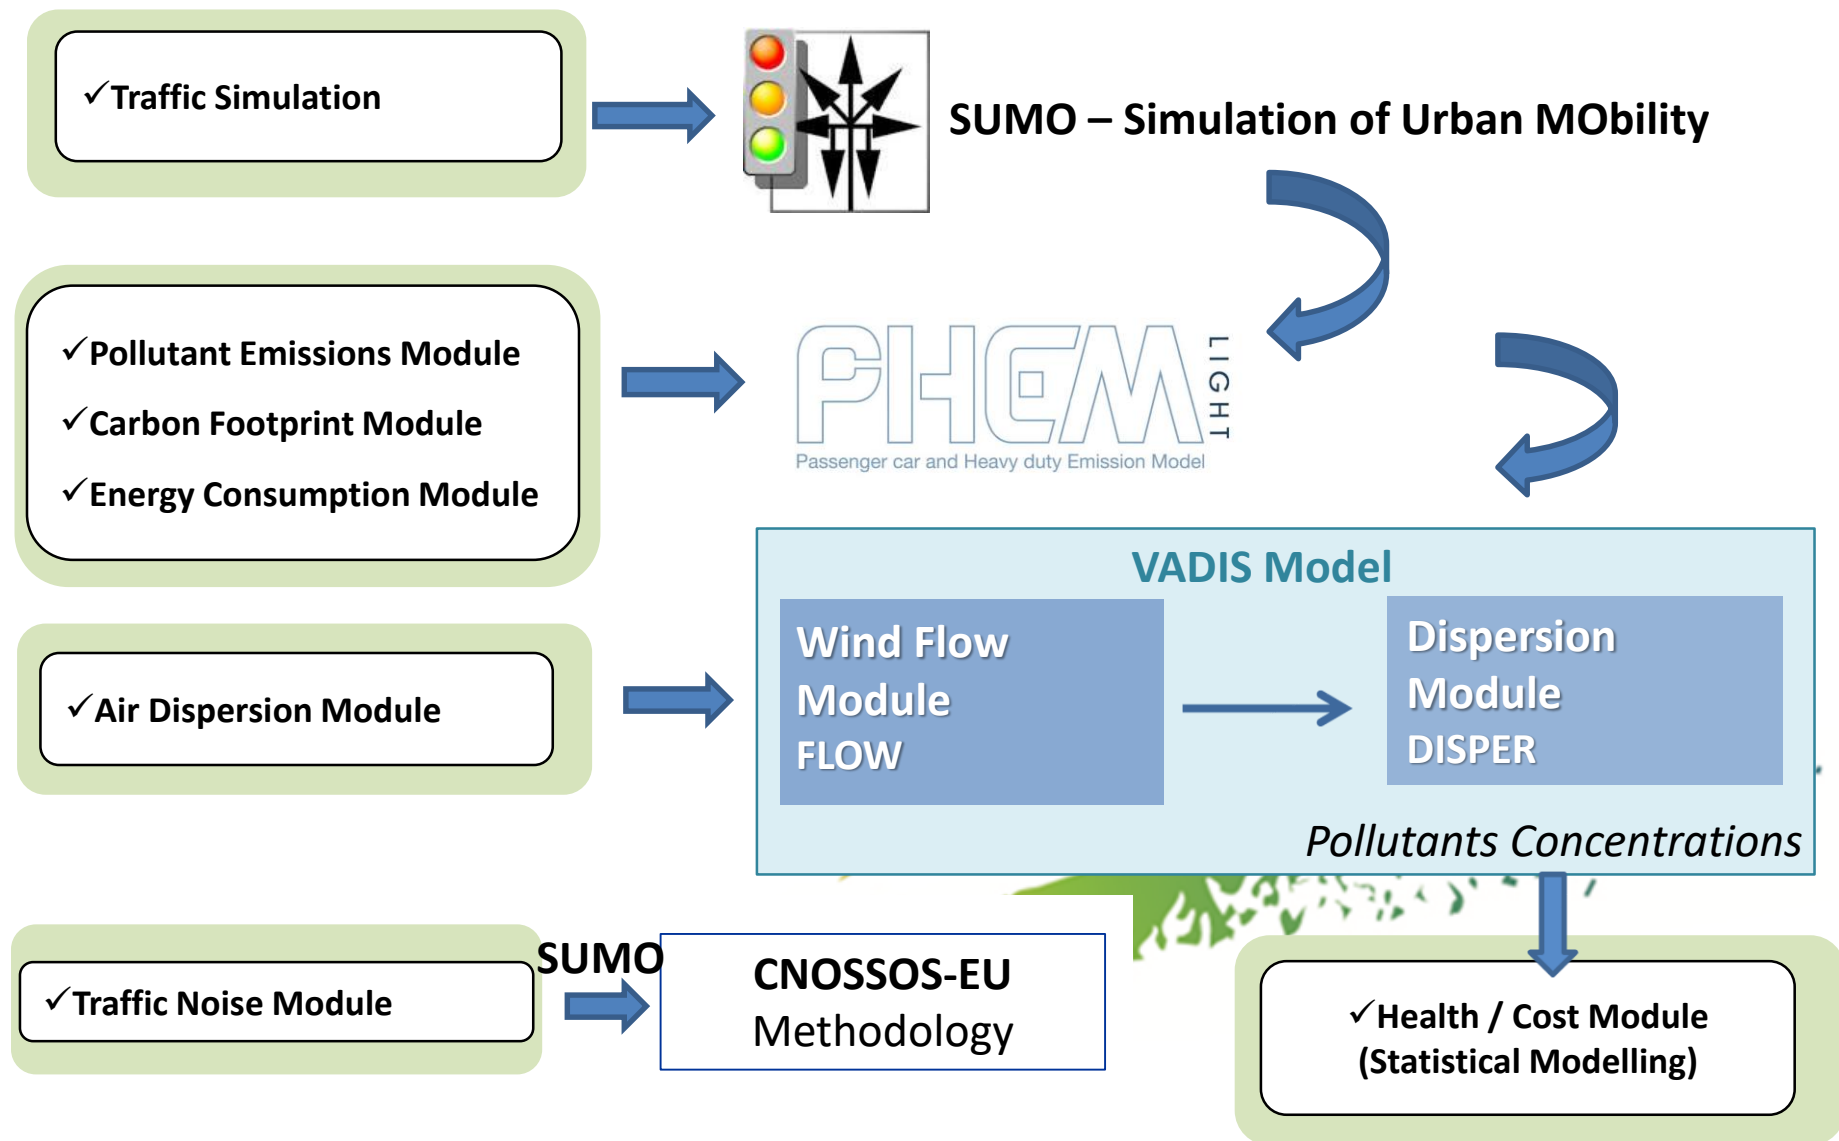 ✓Traffic Simulation
SUMO – Simulation of Urban MObility
✓Pollutant Emissions Module
✓Carbon Footprint Module
✓Energy Consumption Module
PHEM
LIGHT
Passenger car and Heavy duty Emission Model
✓Air Dispersion Module
VADIS Model
Wind Flow
Module
FLOW
Dispersion
Module
DISPER
Pollutants Concentrations
✓Traffic Noise Module
SUMO
CNOSSOS-EU
Methodology
✓Health / Cost Module
(Statistical Modelling)